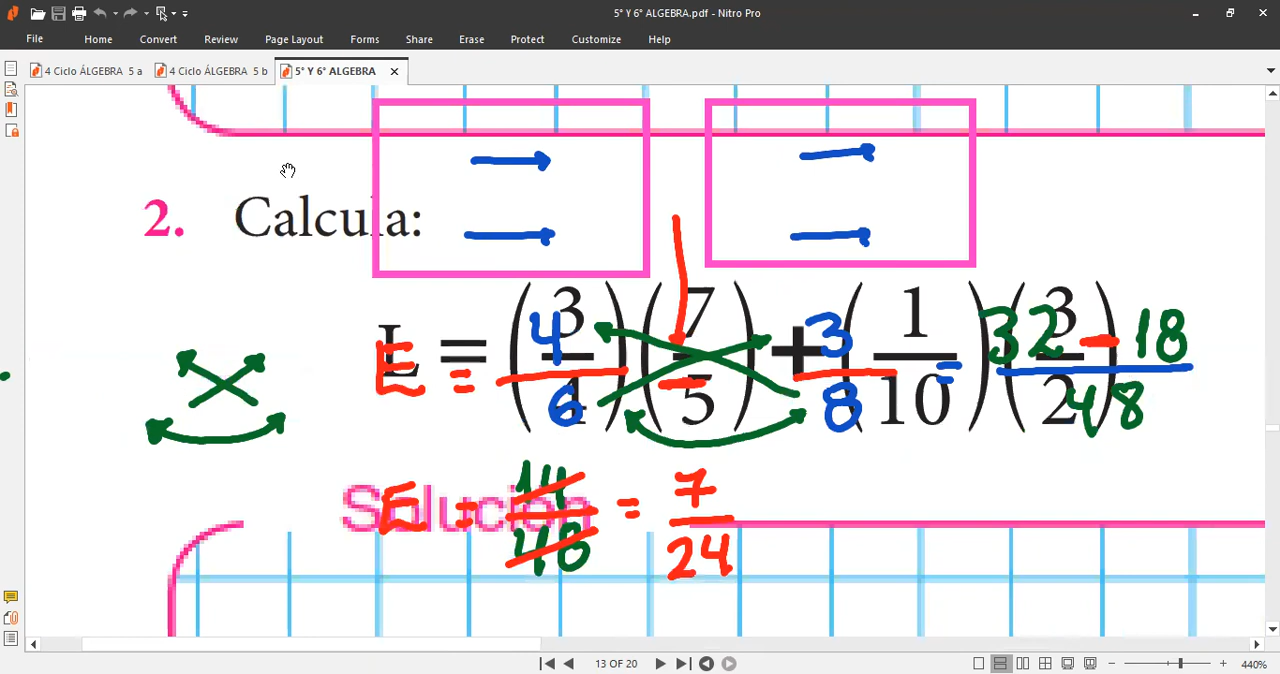 5° Y 6° ALGEBRA.pdf - Nitro Pro
File Home Convert Review Page Layout Forms Share Erase Protect Customize Help
4 Ciclo ÁLGEBRA 5 a 4 Ciclo ÁLGEBRA 5 b 5° Y 6° ALGEBRA
2. Calcula:
L = (3/4)(7/5) + (1/10)(3/2)
E = 4/6 - 3/8 = 32 - 18/48
Solución
E = 14/48 = 7/24
13 OF 20
440%